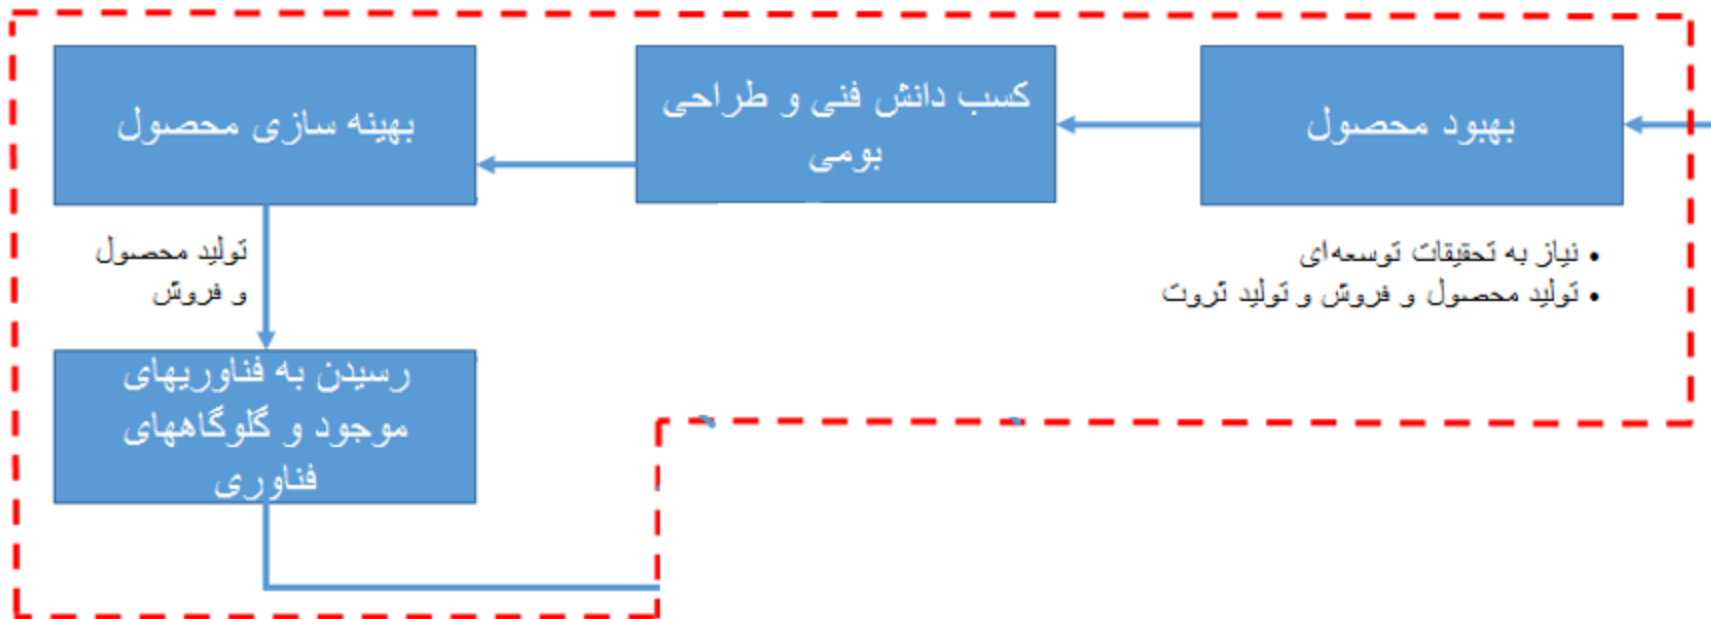 بهبود محصول
کسب دانش فنی و طراحی
بومی
بهینه سازی محصول
• نیاز به تحقیقات توسعه‌ای
• تولید محصول و فروش و تولید ثروت
تولید محصول
و فروش
رسیدن به فناوریهای
موجود و گلوگاههای
فناوری